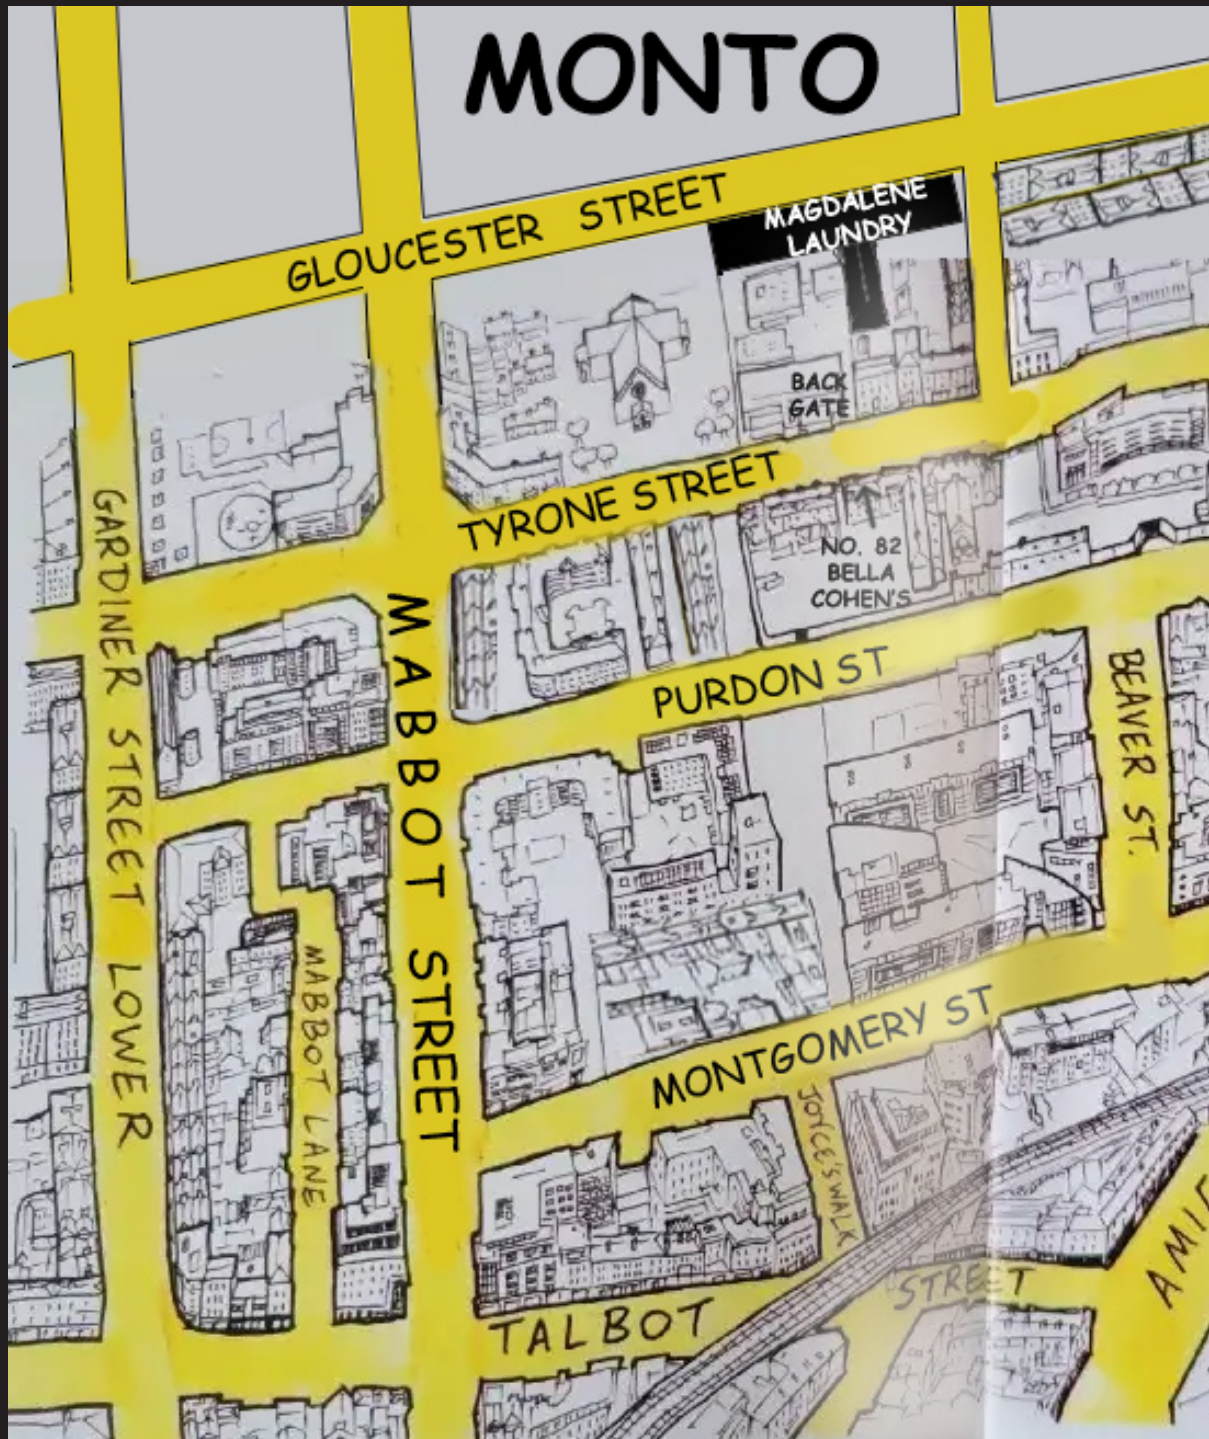 MONTO
GLOUCESTER STREET
MAGDALENE
LAUNDRY
BACK
GATE
TYRONE STREET
NO. 82
BELLA
COHEN'S
GARDINER STREET LOWER
MABBOT STREET
PURDON ST
BEAVER ST.
MABBOT LANE
MONTGOMERY ST
JOYCE'S WALK
TALBOT STREET